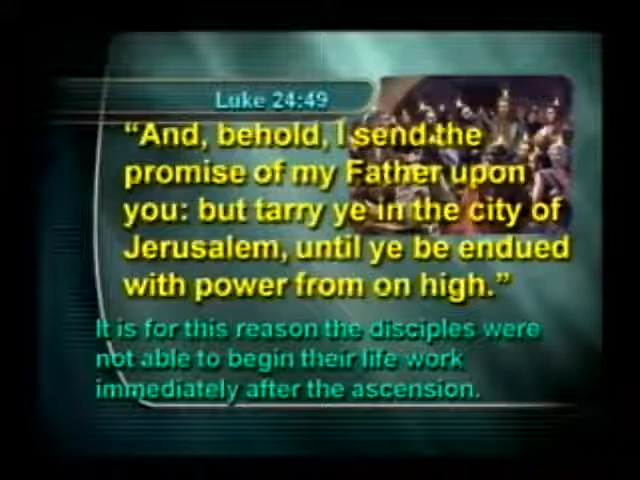 Luke 24:49
“And, behold, I send the
promise of my Father upon
you: but tarry ye in the city of
Jerusalem, until ye be endued
with power from on high.”
It is for this reason the disciples were
not able to begin their life work
immediately after the ascension.